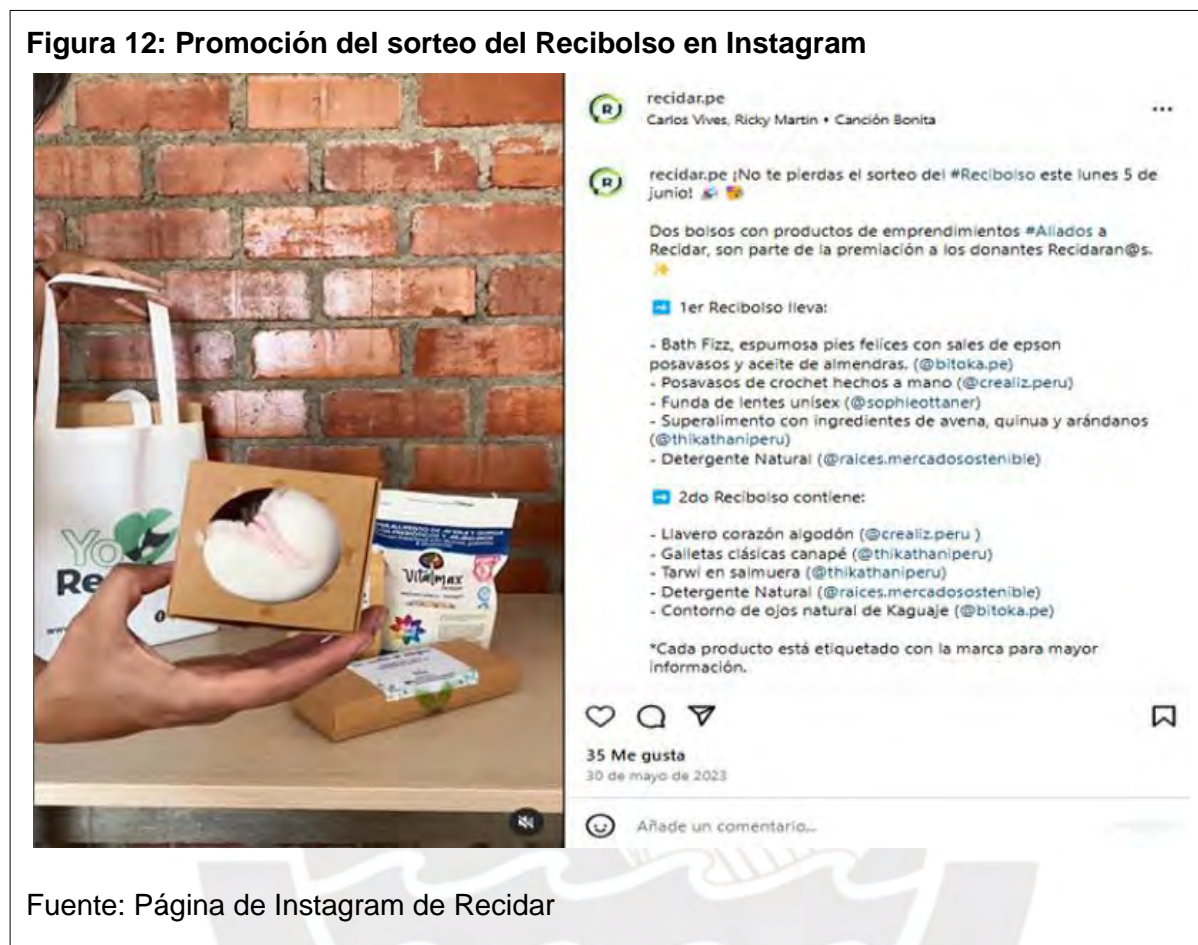 Figura 12: Promoción del sorteo del Recibolso en Instagram
recidar.pe
Carlos Vives, Ricky Martin • Canción Bonita
recidar.pe ¡No te pierdas el sorteo del #Recibolso este lunes 5 de
junio!
Dos bolsos con productos de emprendimientos #Aliados a
Recidar, son parte de la premiación a los donantes Recidaran@s.
1er Recibolso lleva:
- Bath Fizz, espumosa pies felices con sales de epson
posavasos y aceite de almendras. (@bitoka.pe)
- Posavasos de crochet hechos a mano (@crealiz.peru)
- Funda de lentes unisex (@sophieottaner)
- Superalimento con ingredientes de avena, quinua y arándanos
(@thikathaniperu)
- Detergente Natural (@raices.mercadosostenible)
2do Recibolso contiene:
- Llavero corazón algodón (@crealiz.peru )
- Galletas clásicas canapé (@thikathaniperu)
- Tarwi en salmuera (@thikathaniperu)
- Detergente Natural (@raices.mercadosostenible)
- Contorno de ojos natural de Kaguaje (@bitoka.pe)
*Cada producto está etiquetado con la marca para mayor
información.
35 Me gusta
30 de mayo de 2023
Añade un comentario...
Yo
Re
www.
Vitalmax
Fuente: Página de Instagram de Recidar